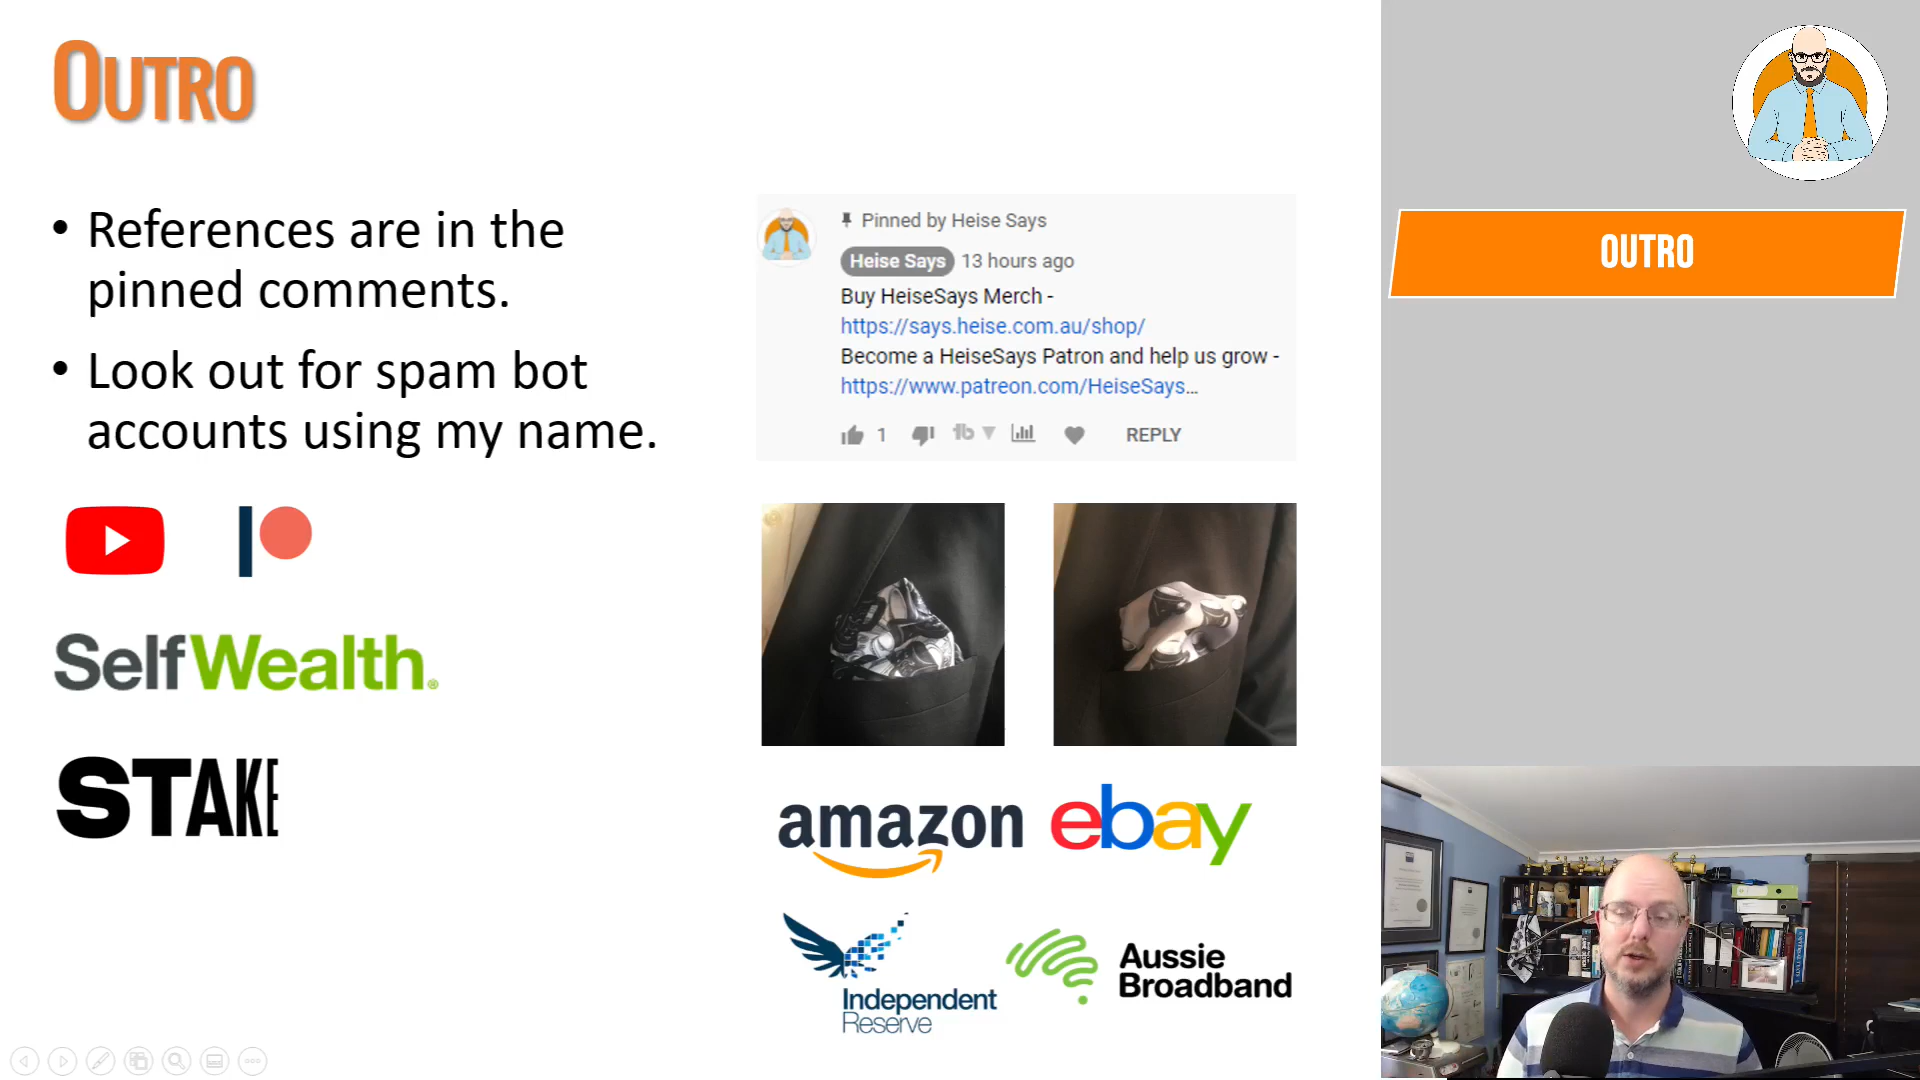 OUTRO
• References are in the
pinned comments.
• Look out for spam bot
accounts using my name.
SelfWealth®
STAKE
Pinned by Heise Says
Heise Says 13 hours ago
Buy HeiseSays Merch -
https://says.heise.com.au/shop/
Become a HeiseSays Patron and help us grow -
https://www.patreon.com/HeiseSays...
1
REPLY
amazon
ebay
Independent
Reserve
Aussie
Broadband
OUTRO